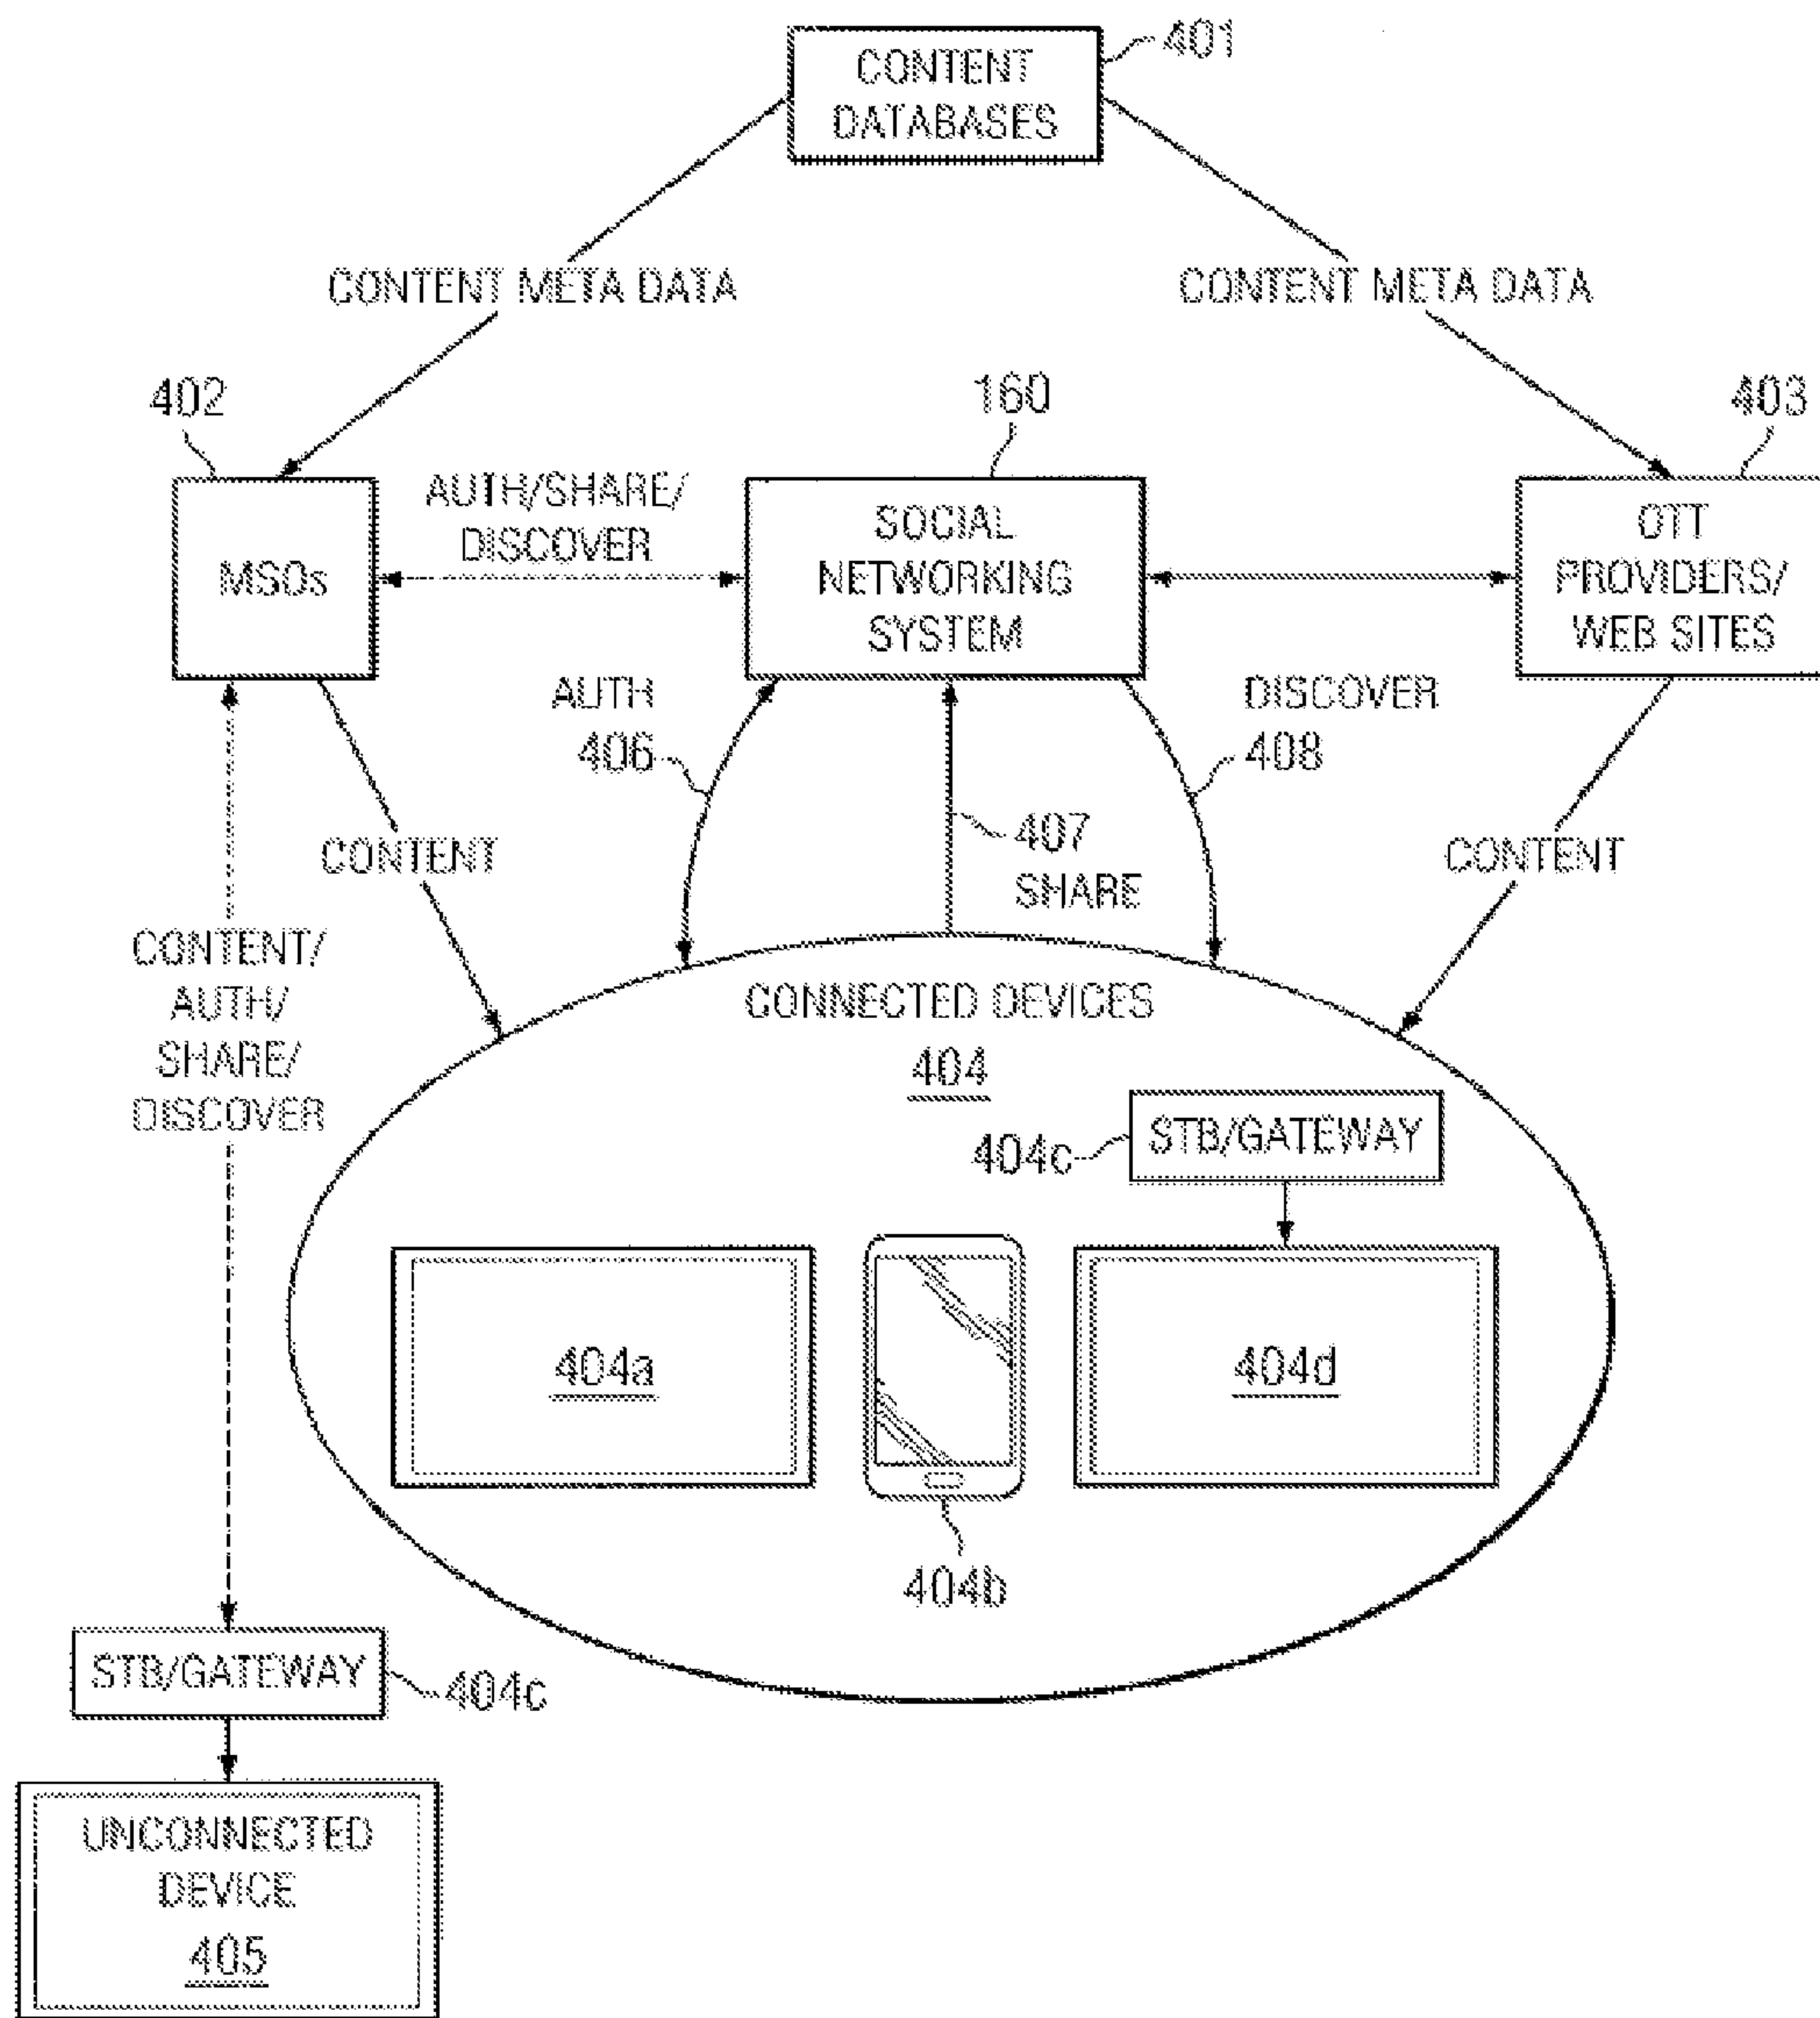 401
CONTENT
DATABASES
CONTENT META DATA
CONTENT META DATA
402
160
403
MSOs
AUTH/SHARE/
DISCOVER
SOCIAL
NETWORKING
SYSTEM
OTT
PROVIDERS/
WEB SITES
AUTH
406
DISCOVER
408
407
SHARE
CONTENT
CONTENT
CONTENT/
AUTH/
SHARE/
DISCOVER
CONNECTED DEVICES
404
404c
STB/GATEWAY
404a
404d
404b
STB/GATEWAY
404c
UNCONNECTED
DEVICE
405